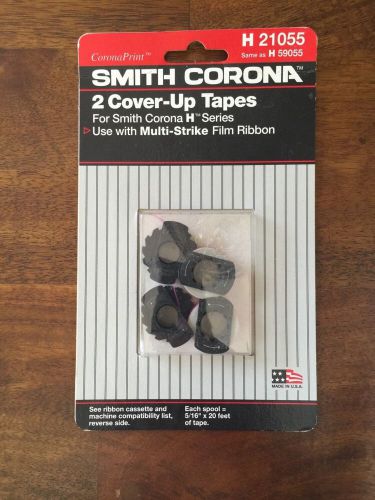 H 21055
CoronaPrint™
Same as H 59055
SMITH CORONA™
2 Cover-Up Tapes
For Smith Corona H™ Series
Use with Multi-Strike Film Ribbon
MADE IN U.S.A.
See ribbon cassette and
machine compatibility list,
reverse side.
Each spool =
5/16" x 20 feet
of tape.